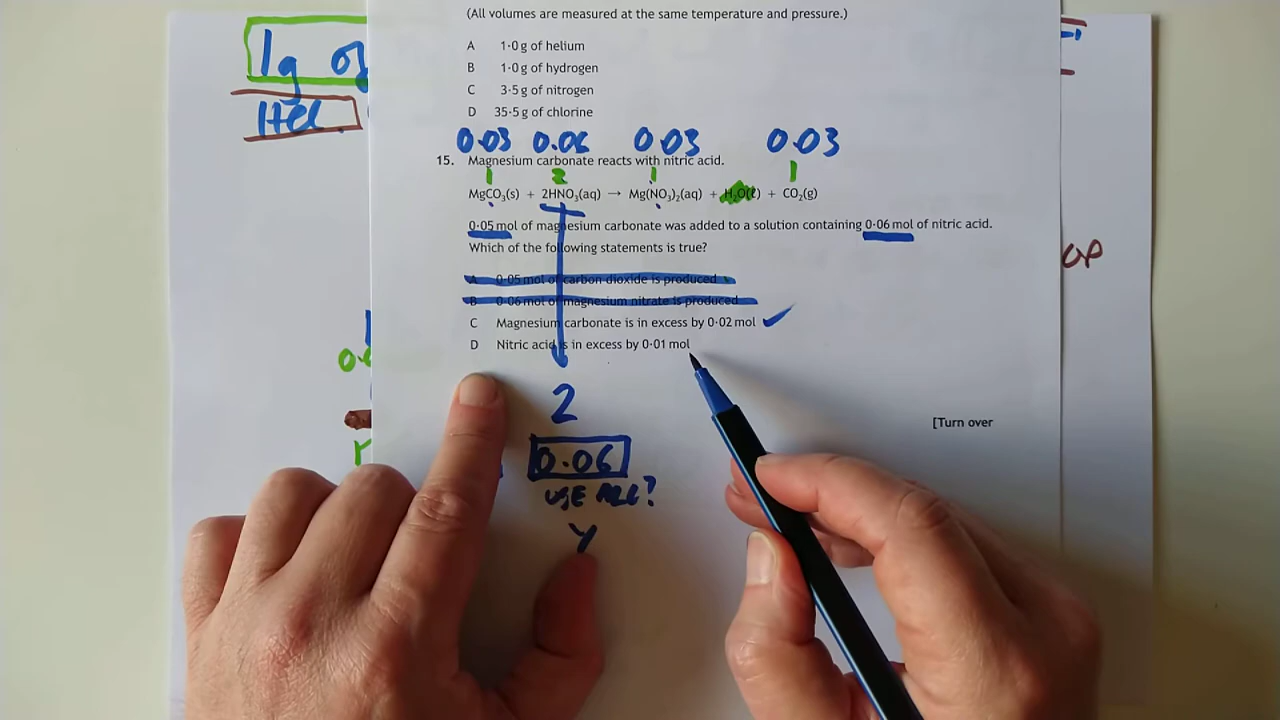 (All volumes are measured at the same temperature and pressure.)
1g of
HCl
A 1·0 g of helium
B 1·0 g of hydrogen
C 3·5 g of nitrogen
D 35·5 g of chlorine
0.03 0.06 0.03 0.03
15. Magnesium carbonate reacts with nitric acid.
1 2 1 1
MgCO₃(s) + 2HNO₃(aq) → Mg(NO₃)₂(aq) + H₂O(ℓ) + CO₂(g)
0·05 mol of magnesium carbonate was added to a solution containing 0·06 mol of nitric acid.
Which of the following statements is true?
A 0·05 mol of carbon dioxide is produced
B 0·06 mol of magnesium nitrate is produced
C Magnesium carbonate is in excess by 0·02 mol ✓
D Nitric acid is in excess by 0·01 mol
2
[Turn over
0.06
USE ALL?
Y